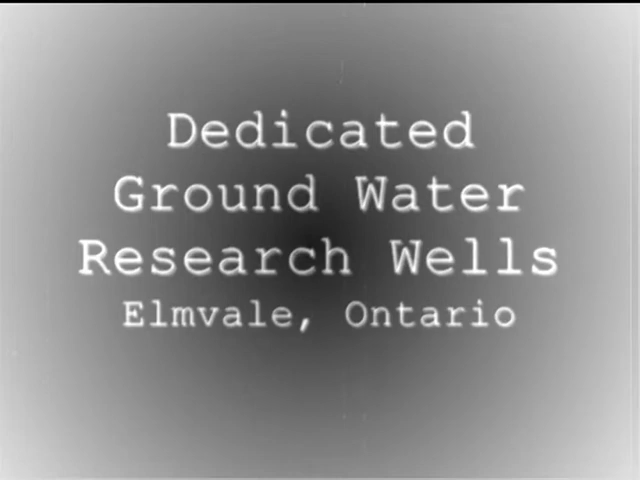 Dedicated
Ground Water
Research Wells
Elmvale, Ontario